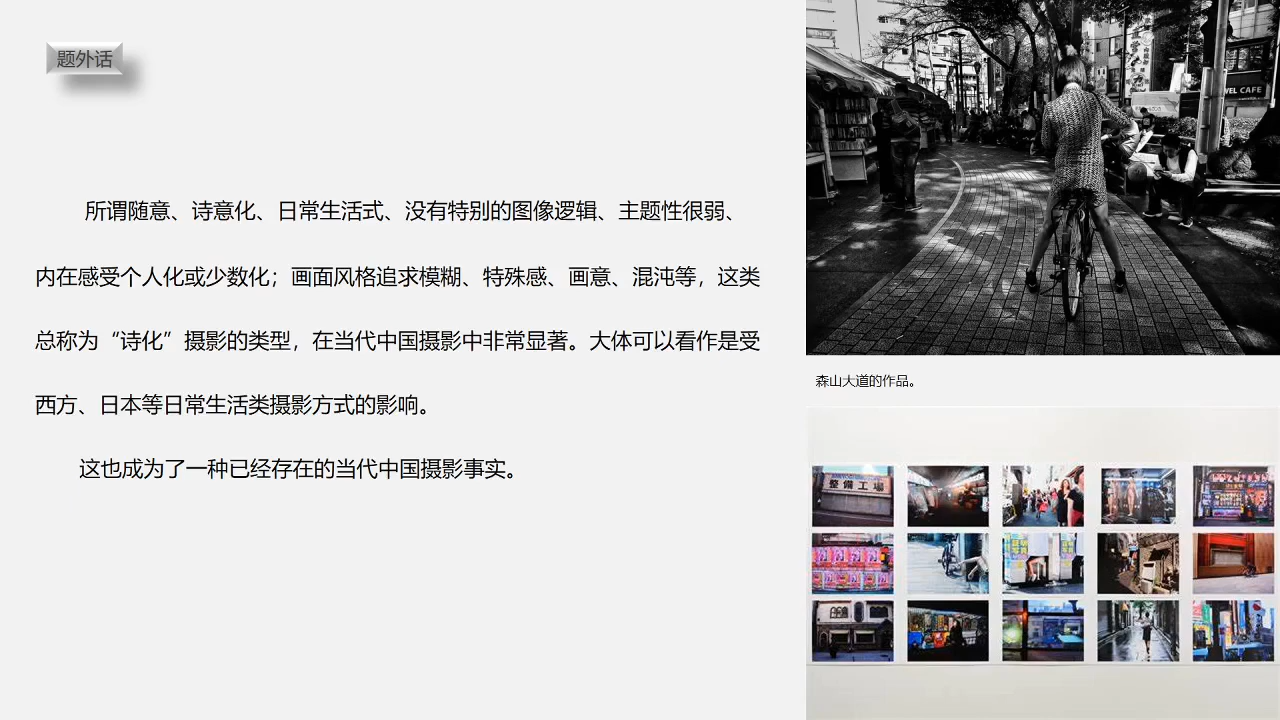 题外话
所谓随意、诗意化、日常生活式、没有特别的图像逻辑、主题性很弱、
内在感受个人化或少数化；画面风格追求模糊、特殊感、画意、混沌等，这类
总称为“诗化”摄影的类型，在当代中国摄影中非常显著。大体可以看作是受
西方、日本等日常生活类摄影方式的影响。
这也成为了一种已经存在的当代中国摄影事实。
VEL CAFE
森山大道的作品。
整備工場